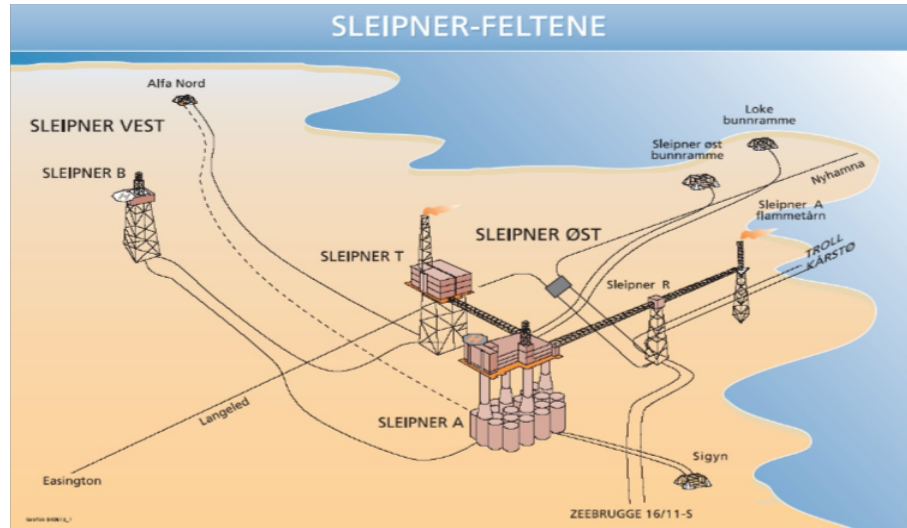 SLEIPNER-FELTENE
Alfa Nord
SLEIPNER VEST
SLEIPNER B
Loke
bunnramme
Sleipner øst
bunnramme
Nyhamna
Sleipner A
flammetårn
SLEIPNER ØST
SLEIPNER T
TROLL
KÅRSTØ
Sleipner R
Langeled
SLEIPNER A
Sigyn
Easington
ZEEBRUGGE 16/11-S